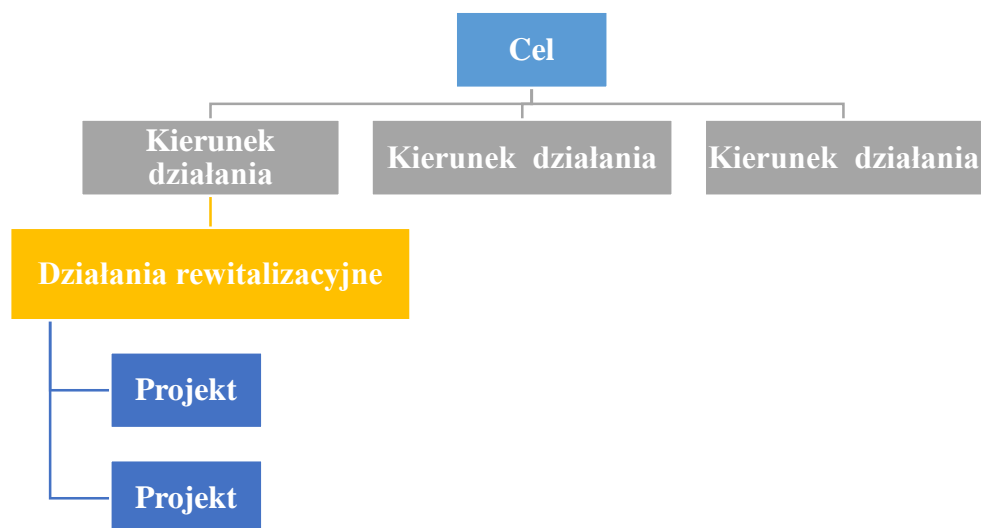 Cel
Kierunek
działania
Kierunek działania
Kierunek działania
Działania rewitalizacyjne
Projekt
Projekt